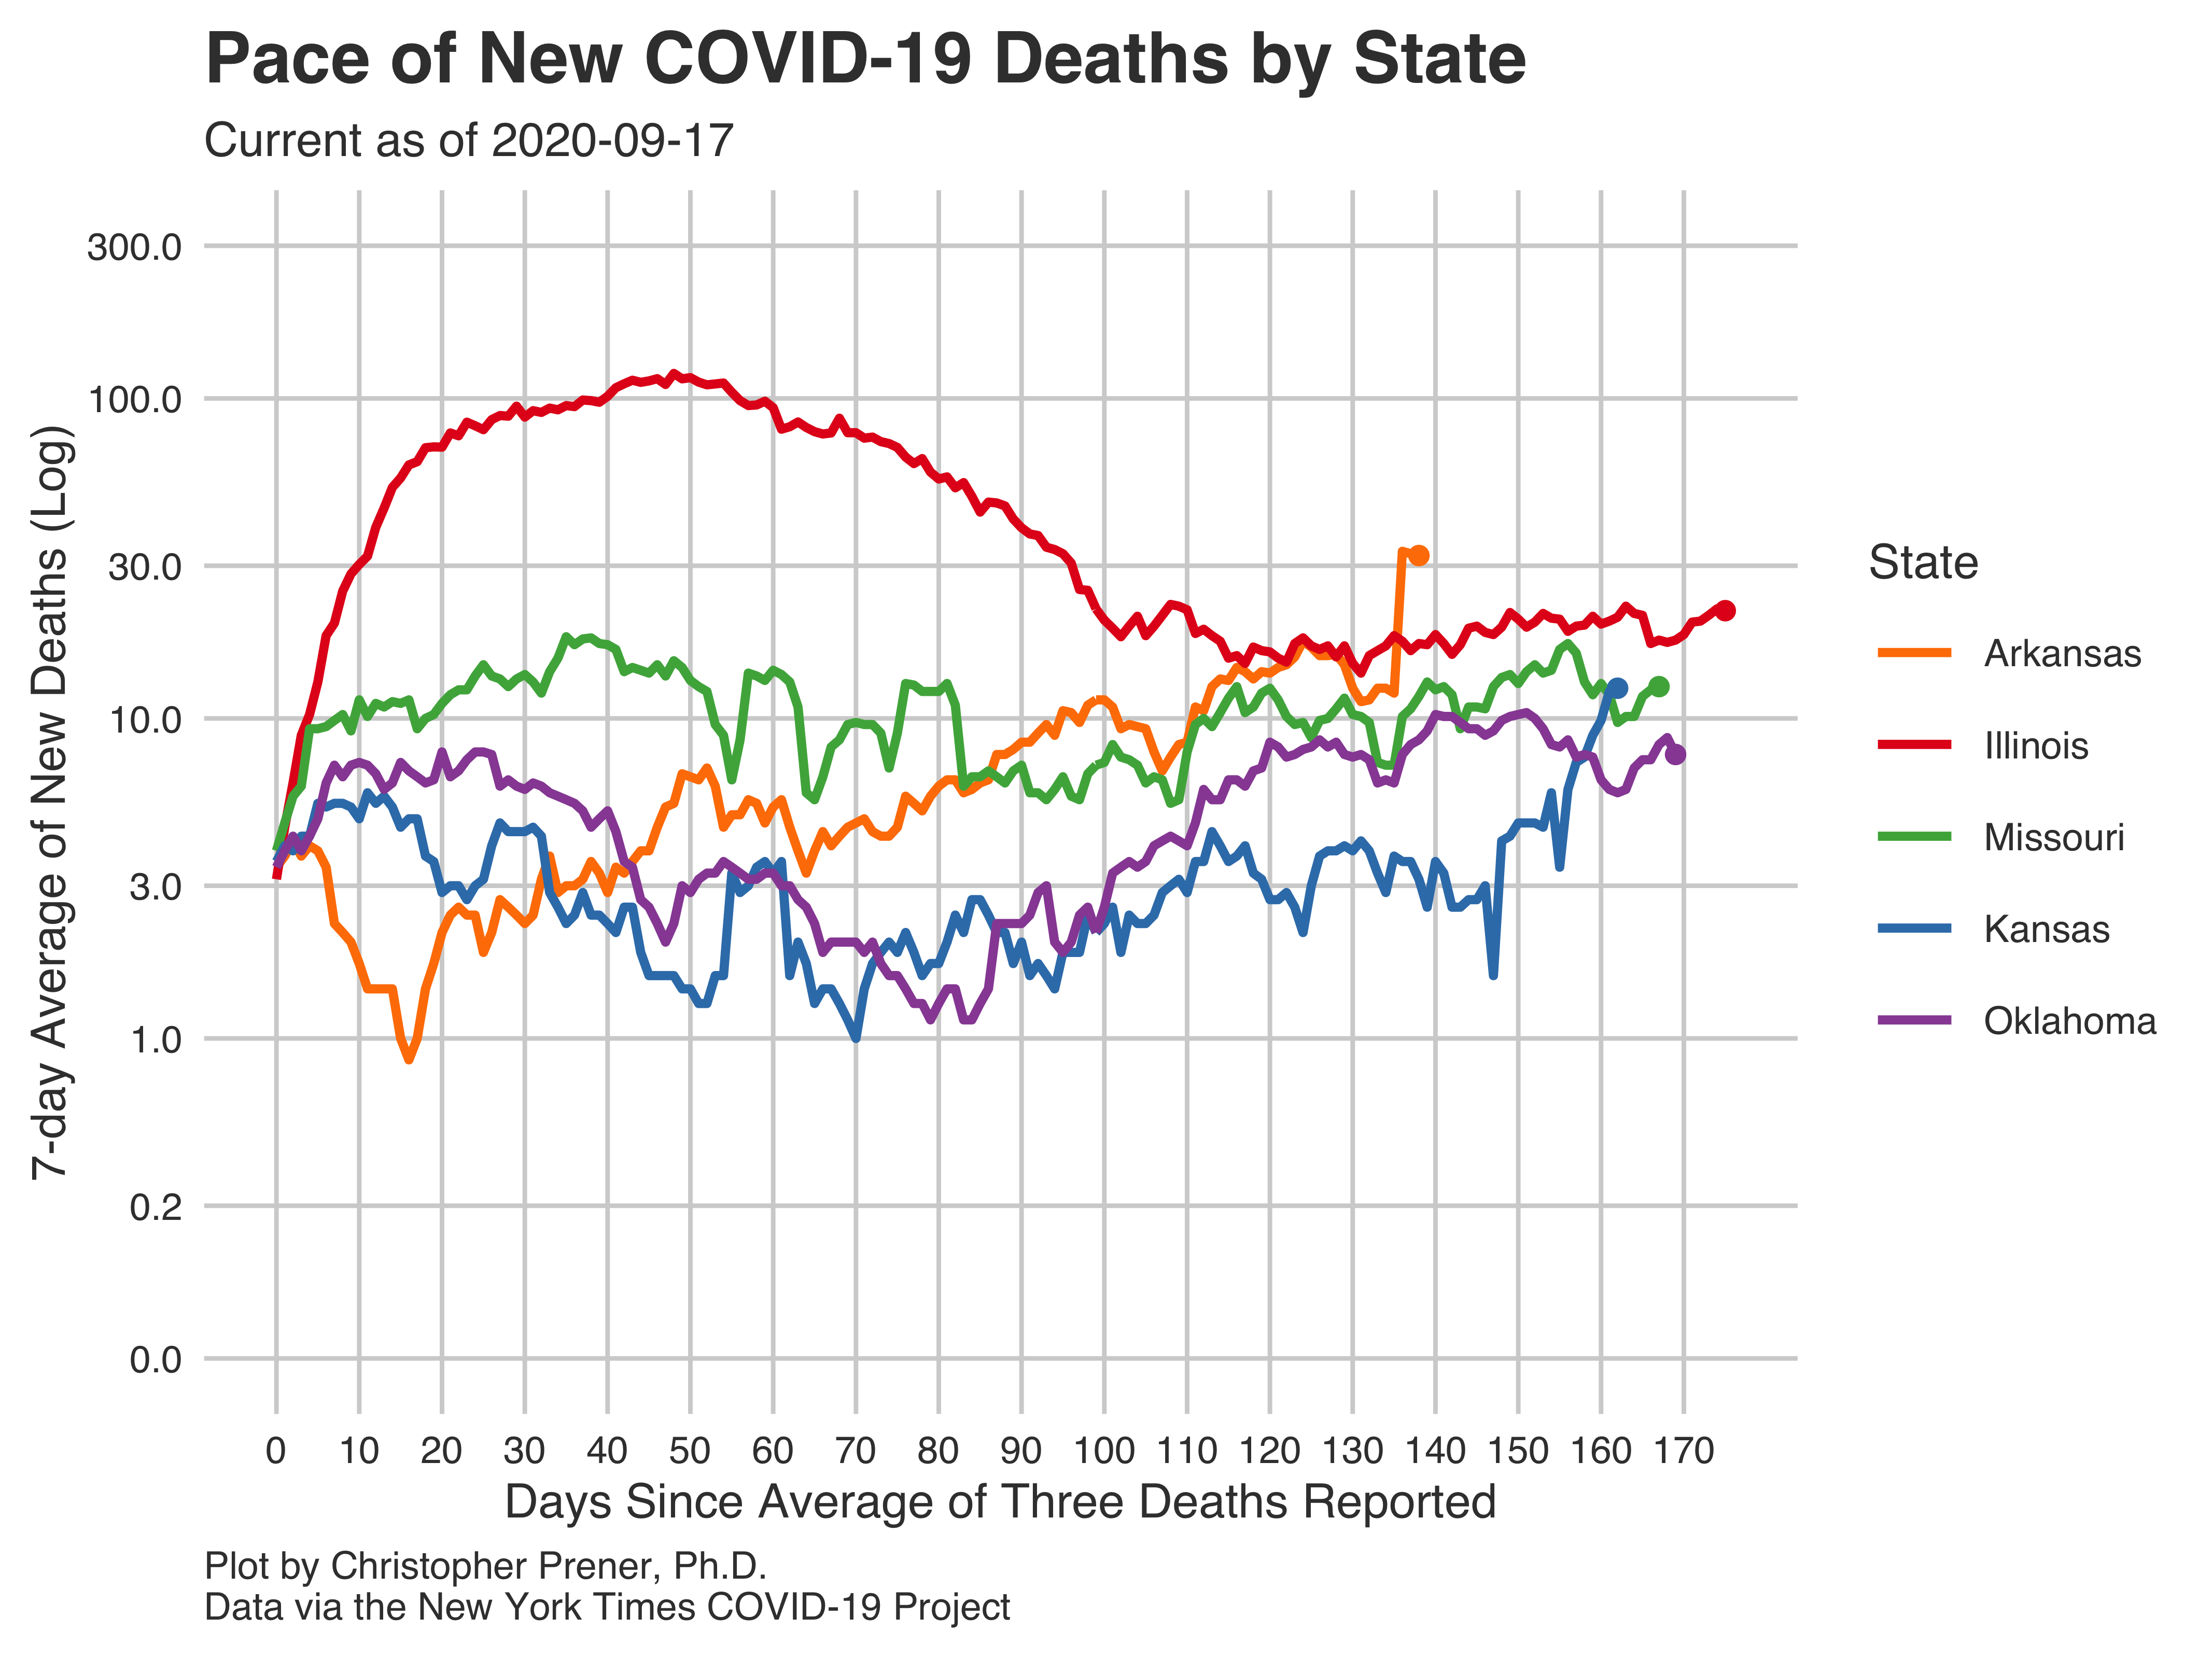 Pace of New COVID-19 Deaths by State
Current as of 2020-09-17
7-day Average of New Deaths (Log)
300.0
100.0
30.0
10.0
3.0
1.0
0.2
0.0
0 10 20 30 40 50 60 70 80 90 100 110 120 130 140 150 160 170
Days Since Average of Three Deaths Reported
State
Arkansas
Illinois
Missouri
Kansas
Oklahoma
Plot by Christopher Prener, Ph.D.
Data via the New York Times COVID-19 Project